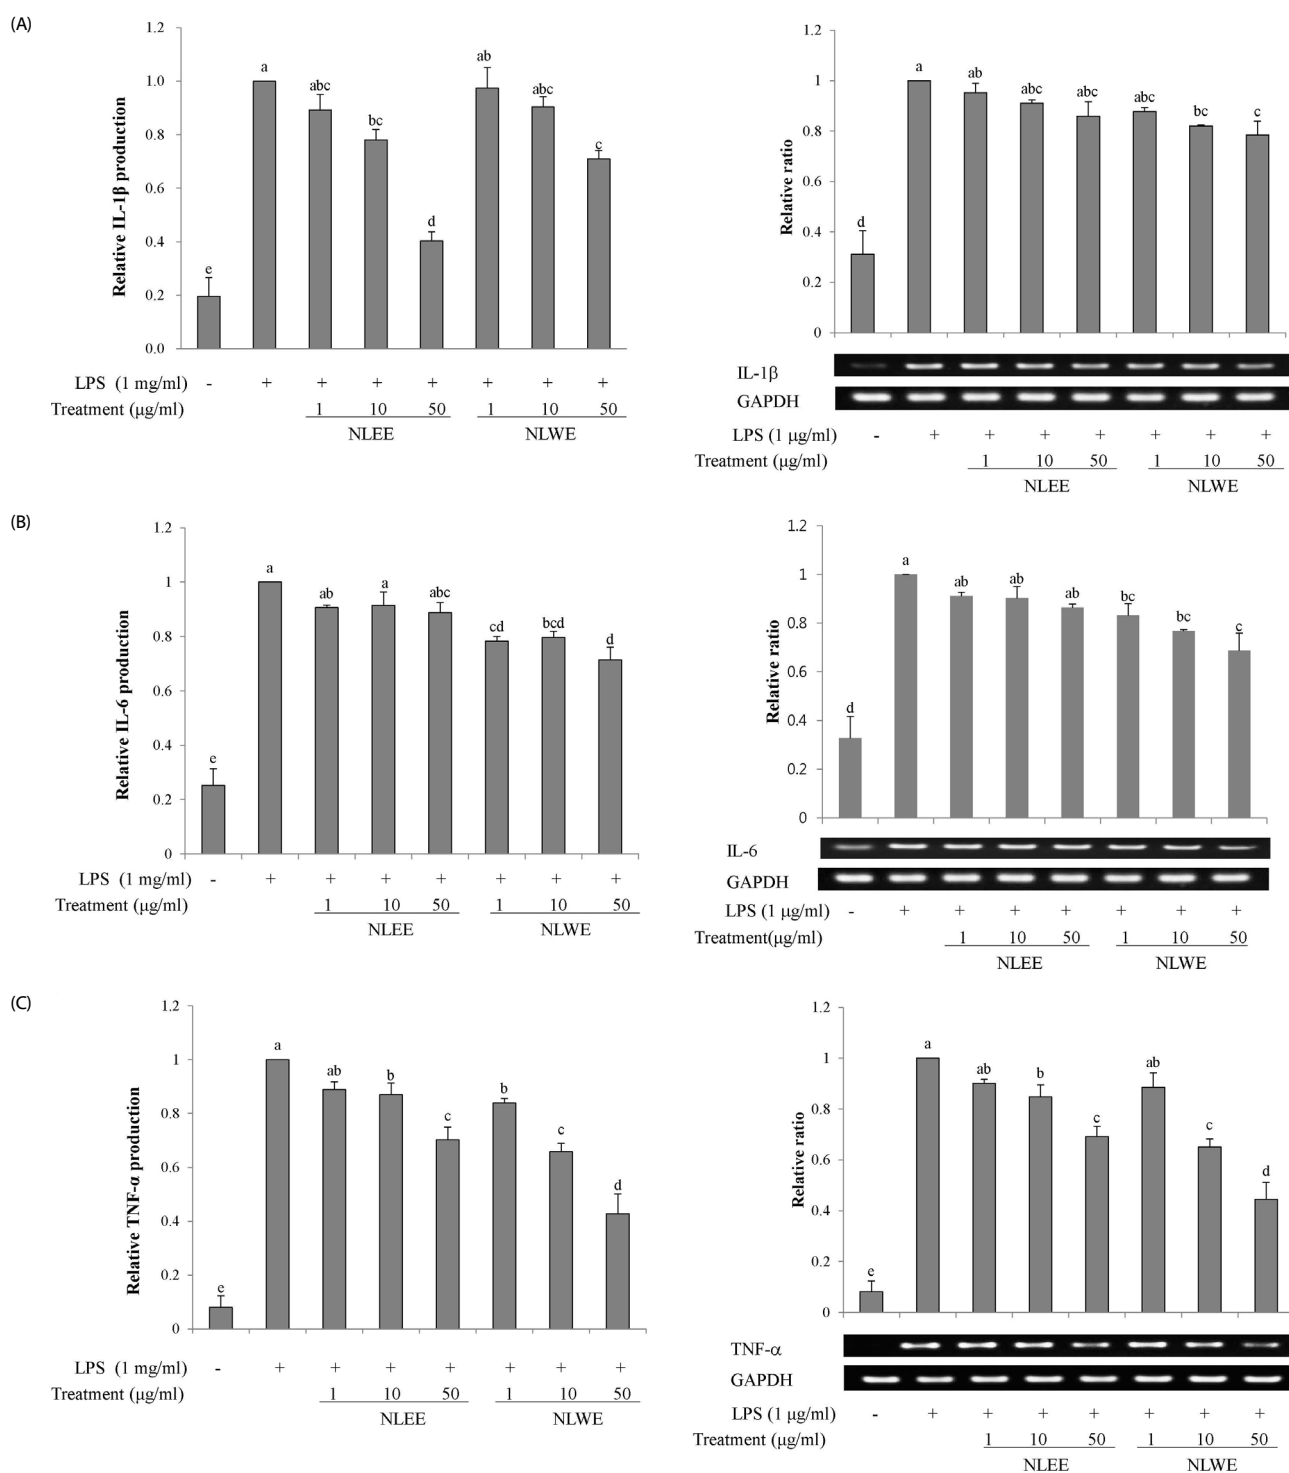 (A)
1.2
1.0
0.8
0.6
0.4
0.2
0.0
Relative IL-1β production
e
a
abc
bc
d
ab
abc
c
LPS (1 mg/ml) - + + + + + + +
Treatment (μg/ml) 1 10 50 1 10 50
NLEE NLWE
1.2
1
0.8
0.6
0.4
0.2
0
Relative ratio
d
a
ab
abc
abc
abc
bc
c
IL-1β
GAPDH
LPS (1 μg/ml) - + + + + + + +
Treatment (μg/ml) 1 10 50 1 10 50
NLEE NLWE
(B)
1.2
1
0.8
0.6
0.4
0.2
0
Relative IL-6 production
e
a
ab
a
abc
cd
bcd
d
LPS (1 mg/ml) - + + + + + + +
Treatment (μg/ml) 1 10 50 1 10 50
NLEE NLWE
1.2
1
0.8
0.6
0.4
0.2
0
Relative ratio
d
a
ab
ab
ab
bc
bc
c
IL-6
GAPDH
LPS (1 μg/ml) - + + + + + + +
Treatment(μg/ml) 1 10 50 1 10 50
NLEE NLWE
(C)
1.2
1
0.8
0.6
0.4
0.2
0
Relative TNF-α production
e
a
ab
b
c
b
c
d
LPS (1 mg/ml) - + + + + + + +
Treatment (μg/ml) 1 10 50 1 10 50
NLEE NLWE
1.2
1
0.8
0.6
0.4
0.2
0
Relative ratio
e
a
ab
b
c
ab
c
d
TNF-α
GAPDH
LPS (1 μg/ml) - + + + + + + +
Treatment (μg/ml) 1 10 50 1 10 50
NLEE NLWE